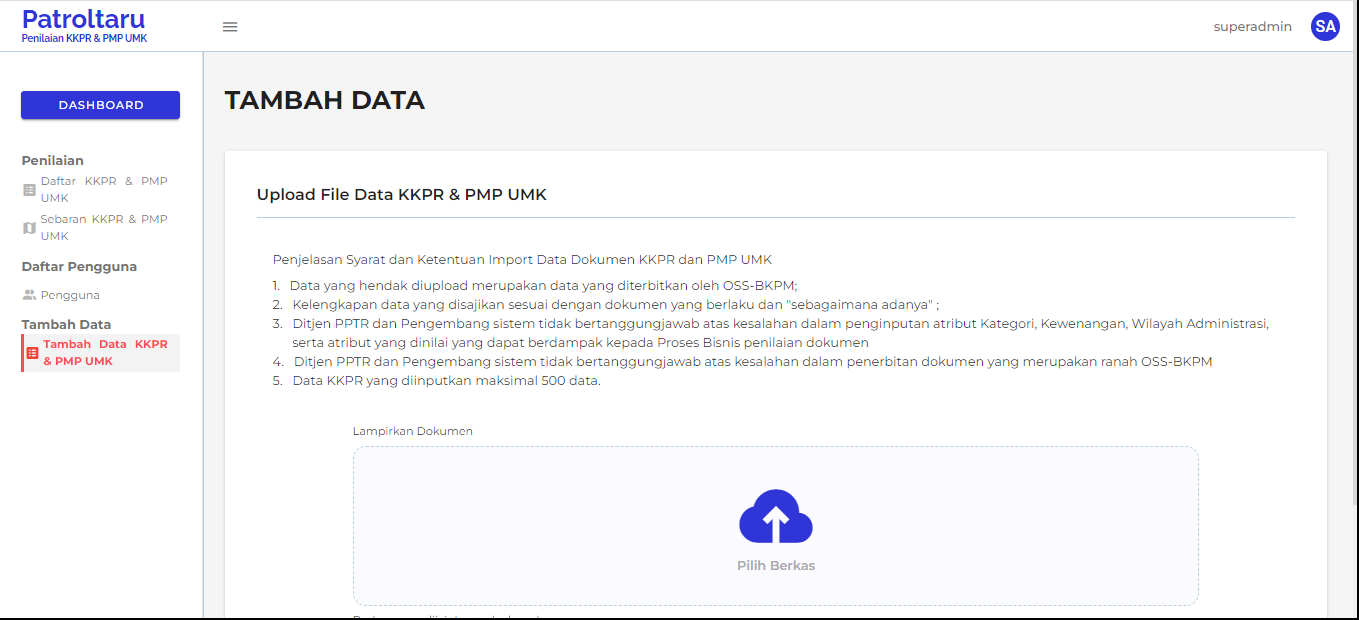 Patroltaru
Penilaian KKPR & PMP UMK
superadmin
SA
DASHBOARD
Penilaian
Daftar KKPR & PMP
UMK
Sebaran KKPR & PMP
UMK
Daftar Pengguna
Pengguna
Tambah Data
Tambah Data KKPR
& PMP UMK
TAMBAH DATA
Upload File Data KKPR & PMP UMK
Penjelasan Syarat dan Ketentuan Import Data Dokumen KKPR dan PMP UMK
1. Data yang hendak diupload merupakan data yang diterbitkan oleh OSS-BKPM;
2. Kelengkapan data yang disajikan sesuai dengan dokumen yang berlaku dan "sebagaimana adanya" ;
3. Ditjen PPTR dan Pengembang sistem tidak bertanggungjawab atas kesalahan dalam penginputan atribut Kategori, Kewenangan, Wilayah Administrasi,
serta atribut yang dinilai yang dapat berdampak kepada Proses Bisnis penilaian dokumen
4. Ditjen PPTR dan Pengembang sistem tidak bertanggungjawab atas kesalahan dalam penerbitan dokumen yang merupakan ranah OSS-BKPM
5. Data KKPR yang diinputkan maksimal 500 data.
Lampirkan Dokumen
Pilih Berkas